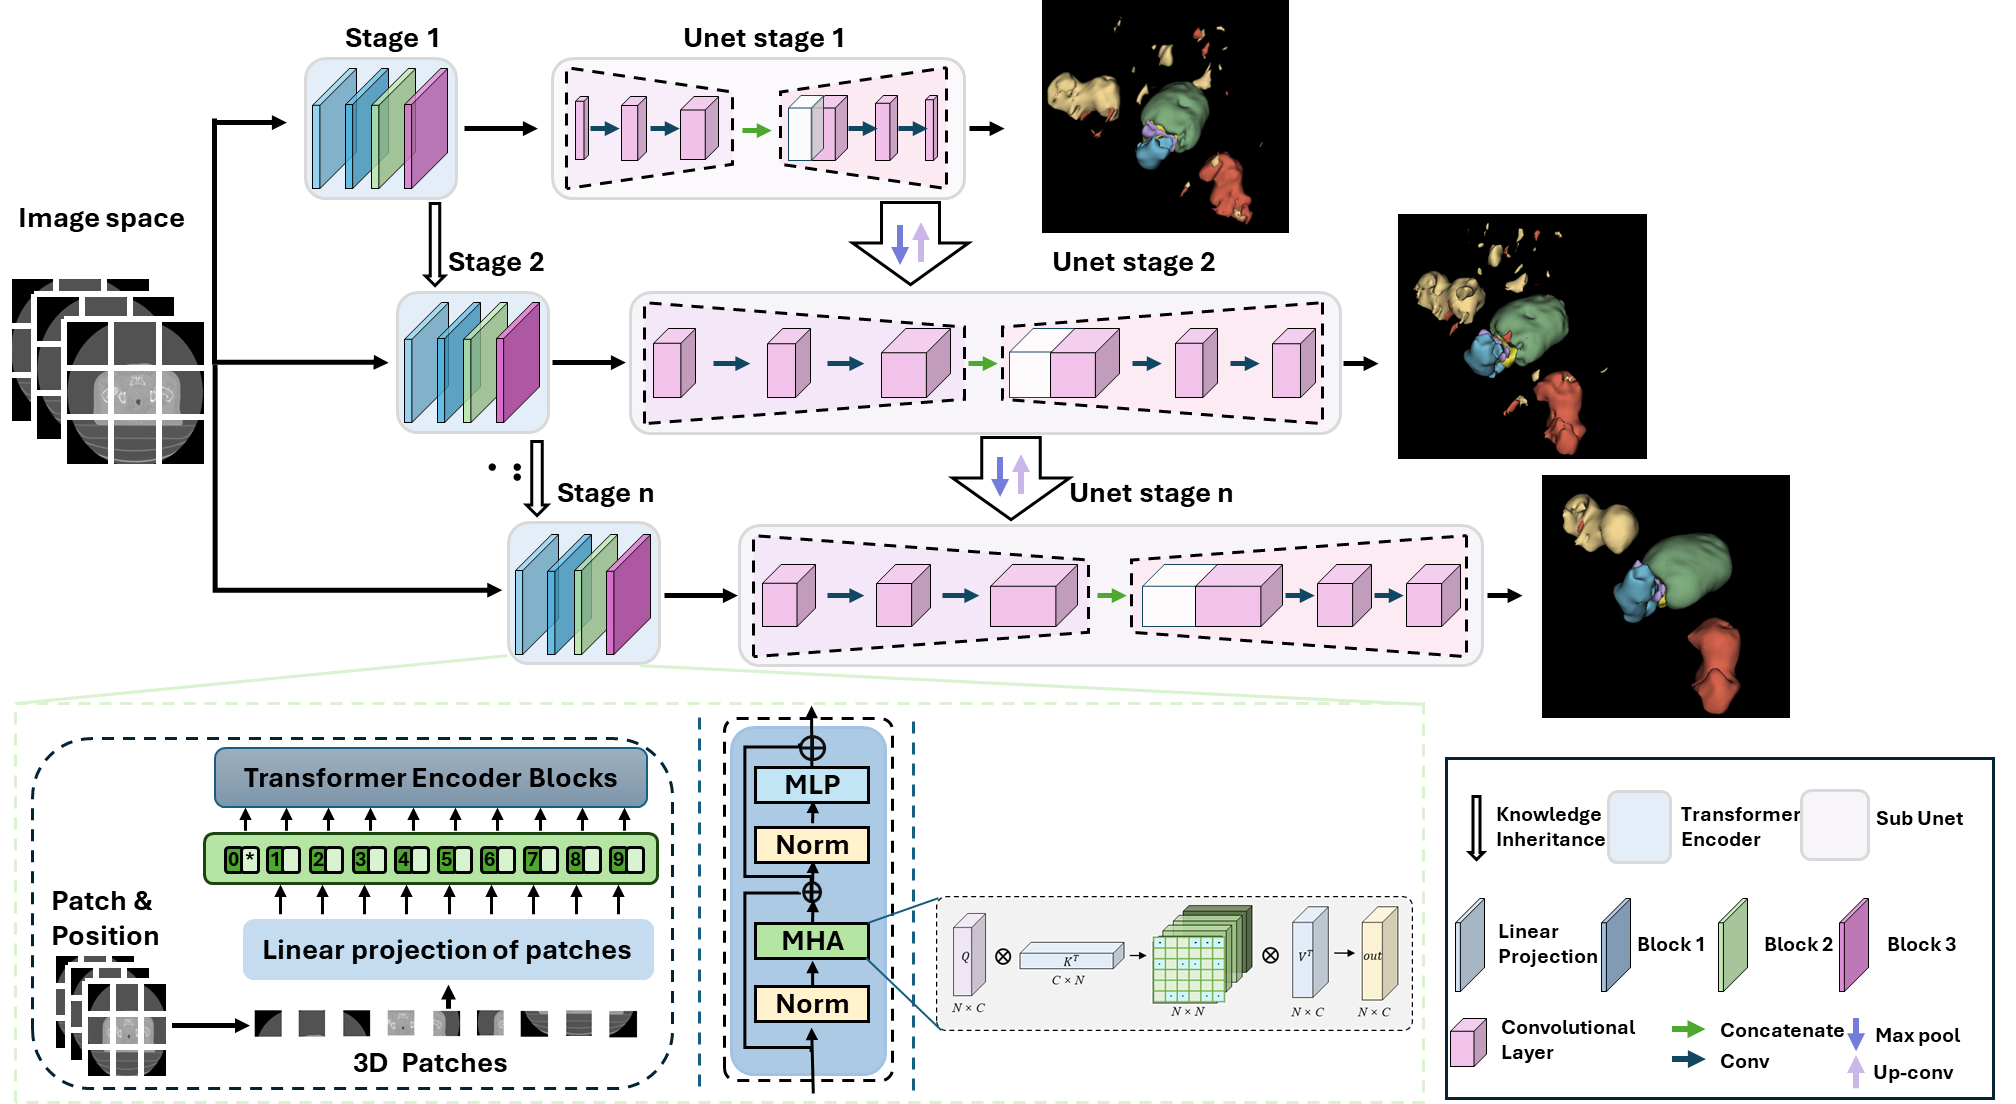 Stage 1
Unet stage 1
Image space
Stage 2
Unet stage 2
Stage n
Unet stage n
Transformer Encoder Blocks
0 * 1 2 3 4 5 6 7 8 9
Patch &
Position
Linear projection of patches
3D Patches
MLP
Norm
MHA
Norm
Q
K^T
V^T
out
N × C
C × N
N × N
N × C
N × C
Knowledge
Inheritance
Transformer
Encoder
Sub Unet
Linear
Projection
Block 1
Block 2
Block 3
Convolutional
Layer
Concatenate
Conv
Max pool
Up-conv